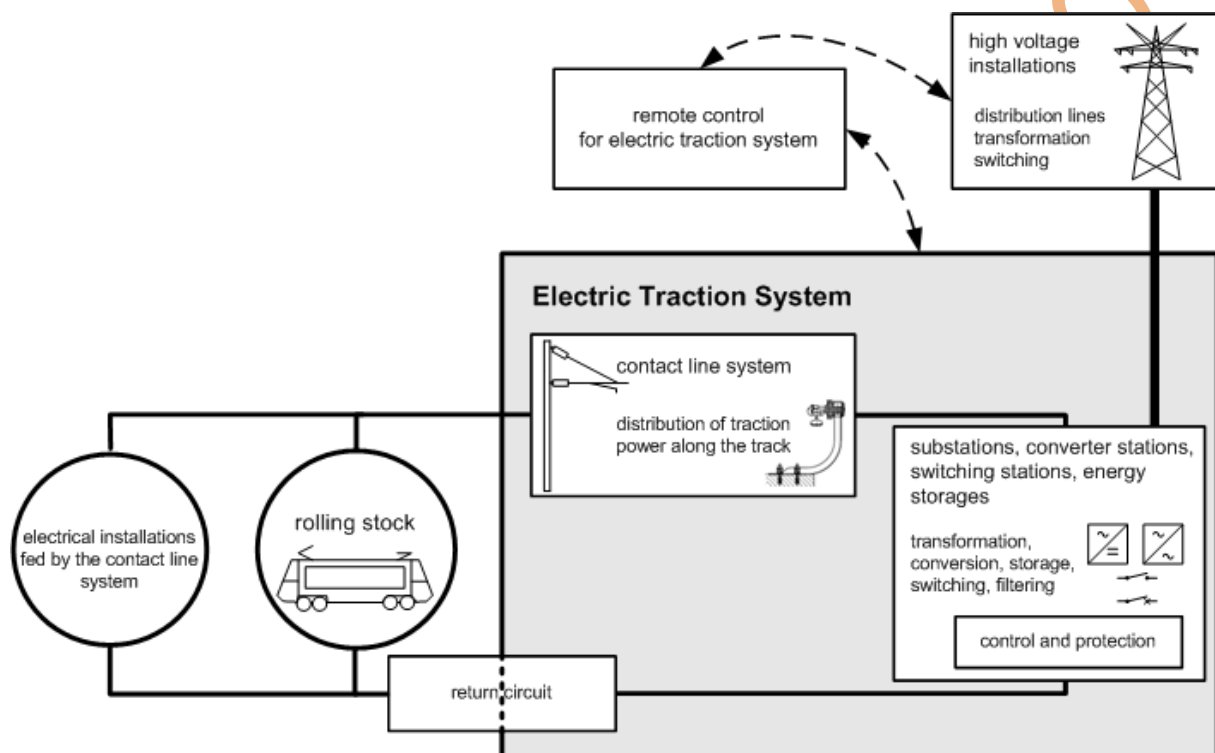 high voltage
installations
distribution lines
transformation
switching
remote control
for electric traction system
Electric Traction System
contact line system
distribution of traction
power along the track
substations, converter stations,
switching stations, energy
storages
transformation,
conversion, storage,
switching, filtering
control and protection
electrical installations
fed by the contact line
system
rolling stock
return circuit